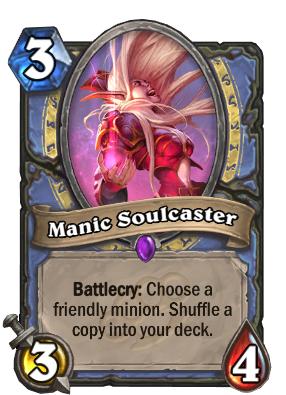 3
Manic Soulcaster
Battlecry: Choose a
friendly minion. Shuffle a
copy into your deck.
3
4